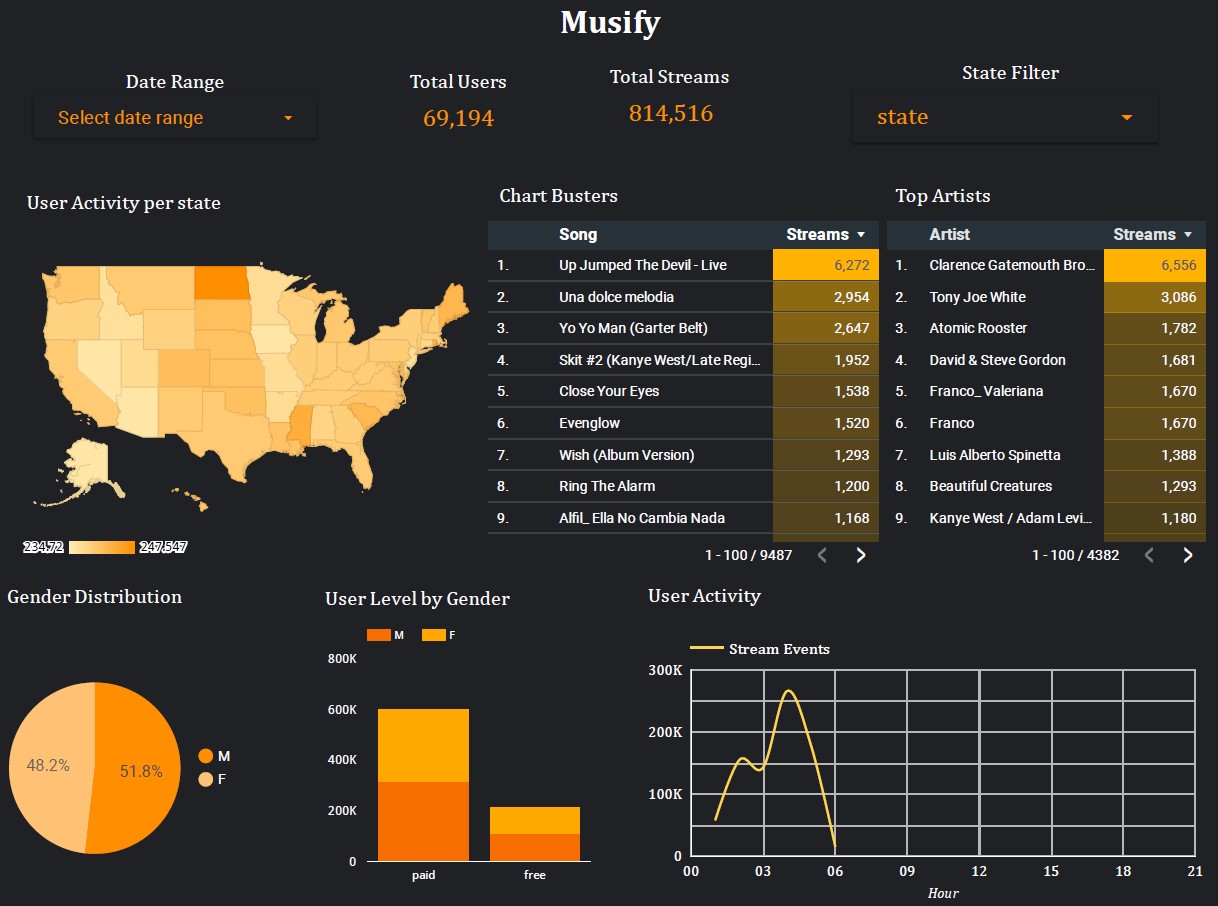 Musify
Date Range
Total Users
Total Streams
State Filter
Select date range
69,194
814,516
state
User Activity per state
234.72
247.547
Chart Busters
Song Streams
1. Up Jumped The Devil - Live 6,272
2. Una dolce melodia 2,954
3. Yo Yo Man (Garter Belt) 2,647
4. Skit #2 (Kanye West/Late Regi... 1,952
5. Close Your Eyes 1,538
6. Evenglow 1,520
7. Wish (Album Version) 1,293
8. Ring The Alarm 1,200
9. Alfil_ Ella No Cambia Nada 1,168
1 - 100 / 9487
Top Artists
Artist Streams
1. Clarence Gatemouth Bro... 6,556
2. Tony Joe White 3,086
3. Atomic Rooster 1,782
4. David & Steve Gordon 1,681
5. Franco_ Valeriana 1,670
6. Franco 1,670
7. Luis Alberto Spinetta 1,388
8. Beautiful Creatures 1,293
9. Kanye West / Adam Levi... 1,180
1 - 100 / 4382
Gender Distribution
48.2%
51.8%
M
F
User Level by Gender
M F
800K
600K
400K
200K
0
paid free
User Activity
Stream Events
300K
200K
100K
0
00 03 06 09 12 15 18 21
Hour